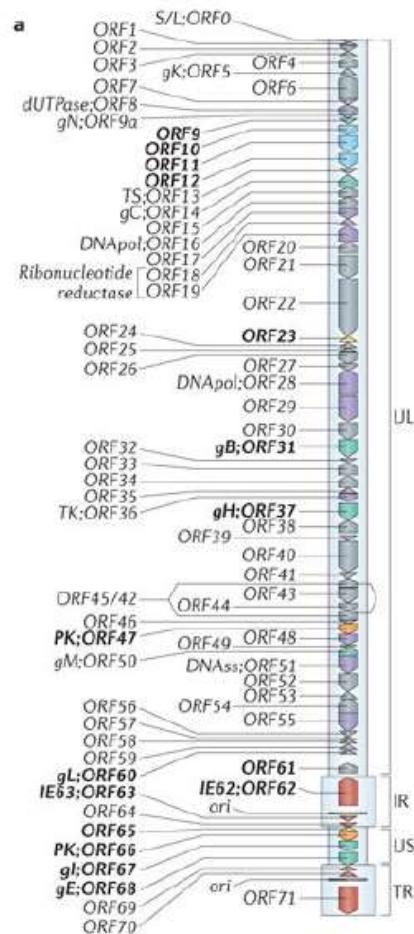 a
S/L;ORF0
ORF1
ORF2
ORF3
ORF4
gK;ORF5
ORF7
ORF6
dUTPase;ORF8
gN;ORF9a
ORF9
ORF10
ORF11
ORF12
TS;ORF13
gC;ORF14
ORF15
DNApol;ORF16
ORF17
Ribonucleotide reductase
ORF18
ORF19
ORF20
ORF21
ORF22
ORF24
ORF23
ORF25
ORF26
ORF27
DNApol;ORF28
ORF29
ORF30
gB;ORF31
ORF32
ORF33
ORF34
ORF35
TK;ORF36
gH;ORF37
ORF38
ORF39
ORF40
ORF41
ORF43
ORF45/42
ORF44
ORF46
PK;ORF47
ORF48
ORF49
gM;ORF50
DNAss;ORF51
ORF52
ORF53
ORF54
ORF55
ORF56
ORF57
ORF58
ORF59
gL;ORF60
ORF61
IE63;ORF63
IE62;ORF62
ORF64
ori
ORF65
PK;ORF66
gI;ORF67
gE;ORF68
ORF69
ori
ORF70
ORF71
UL
IR
US
TR